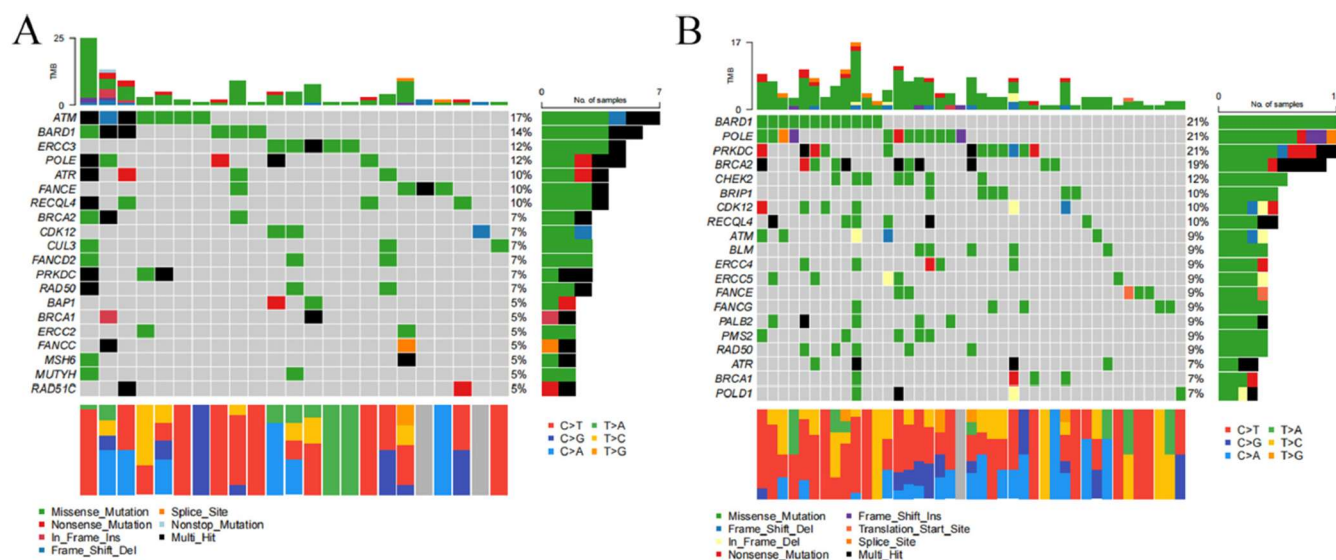 A
25
TMB
0
0
No. of samples
7
ATM 17%
BARD1 14%
ERCC3 12%
POLE 12%
ATR 10%
FANCE 10%
RECQL4 10%
BRCA2 7%
CDK12 7%
CUL3 7%
FANCD2 7%
PRKDC 7%
RAD50 7%
BAP1 5%
BRCA1 5%
ERCC2 5%
FANCC 5%
MSH6 5%
MUTYH 5%
RAD51C 5%
C>T T>A
C>G T>C
C>A T>G
Missense_Mutation Splice_Site
Nonsense_Mutation Nonstop_Mutation
In_Frame_Ins Multi_Hit
Frame_Shift_Del
B
17
TMB
0
0
No. of samples
1
BARD1 21%
POLE 21%
PRKDC 21%
BRCA2 19%
CHEK2 12%
BRIP1 10%
CDK12 10%
RECQL4 10%
ATM 9%
BLM 9%
ERCC4 9%
ERCC5 9%
FANCE 9%
FANCG 9%
PALB2 9%
PMS2 9%
RAD50 9%
ATR 7%
BRCA1 7%
POLD1 7%
C>T T>A
C>G T>C
C>A T>G
Missense_Mutation Frame_Shift_Ins
Frame_Shift_Del Translation_Start_Site
In_Frame_Del Splice_Site
Nonsense_Mutation Multi_Hit